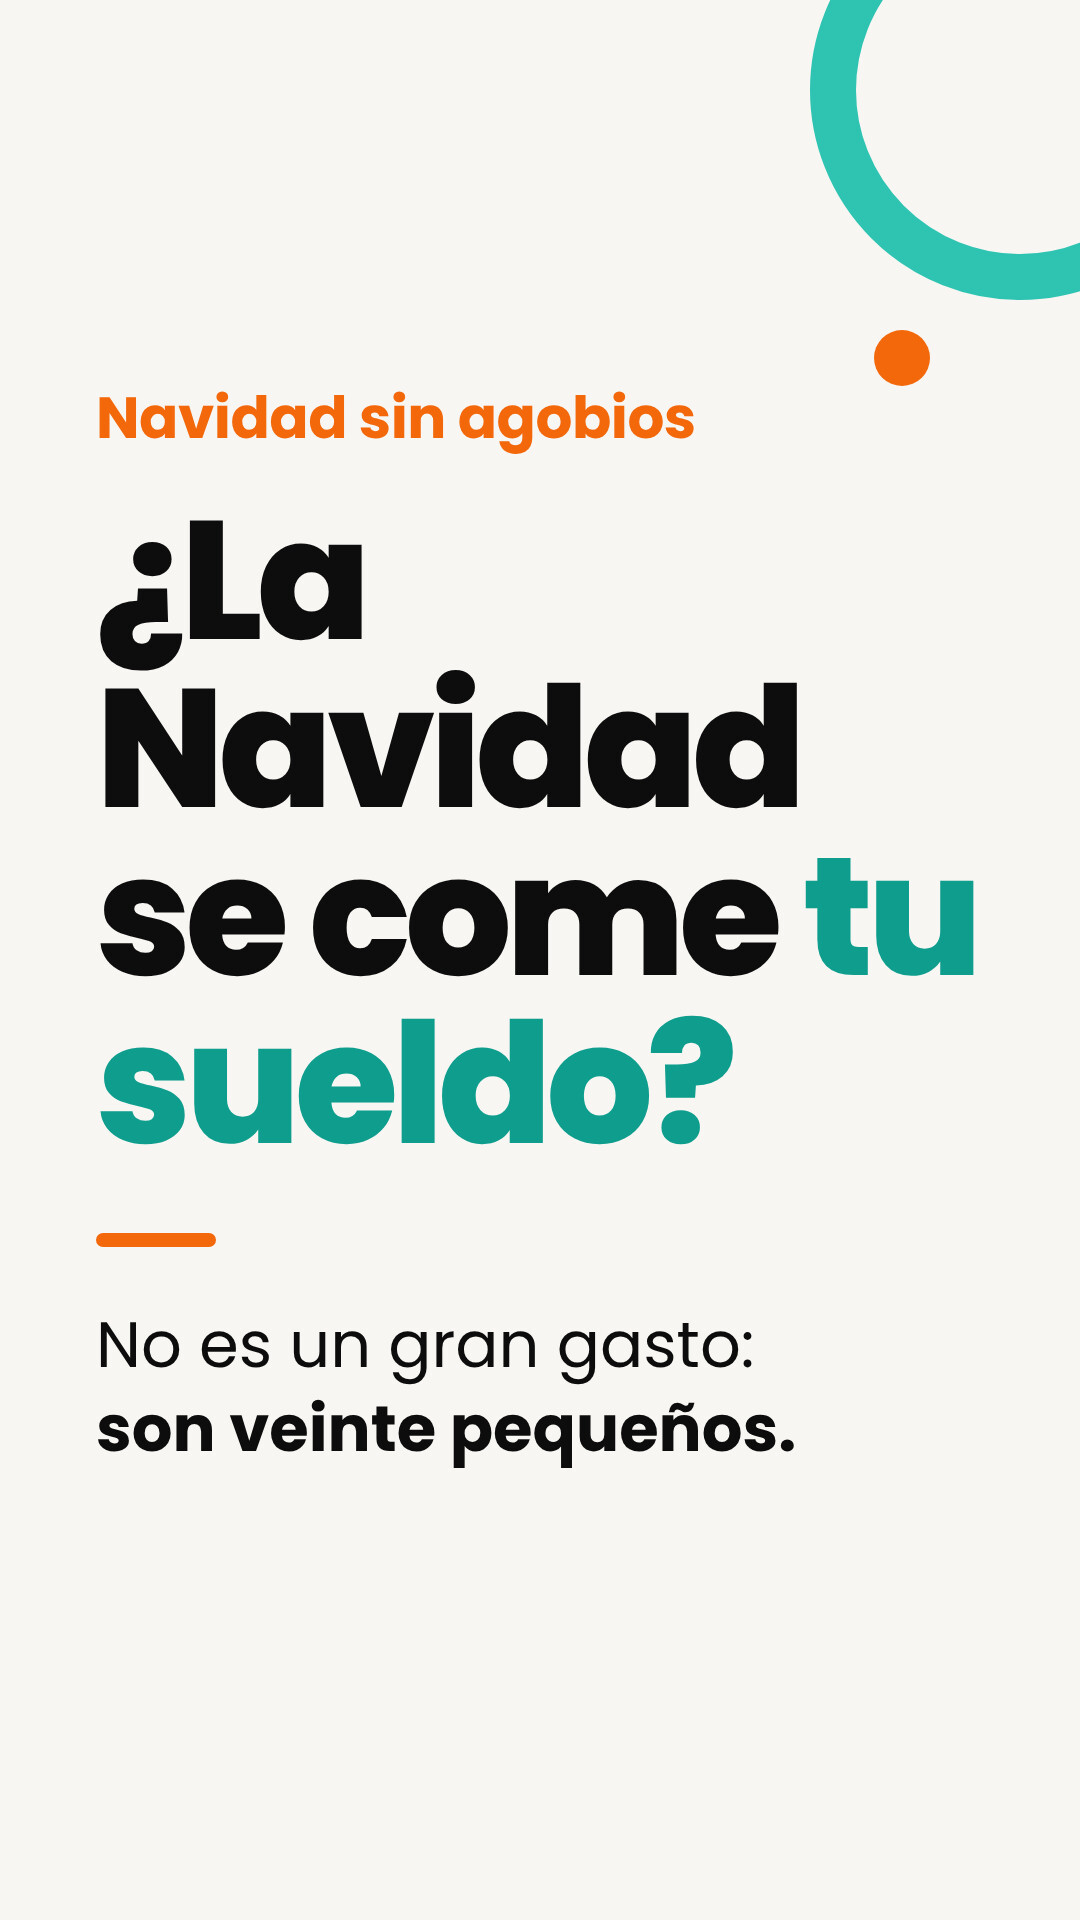 Navidad sin agobios
¿La
Navidad
se come tu
sueldo?
No es un gran gasto:
son veinte pequeños.